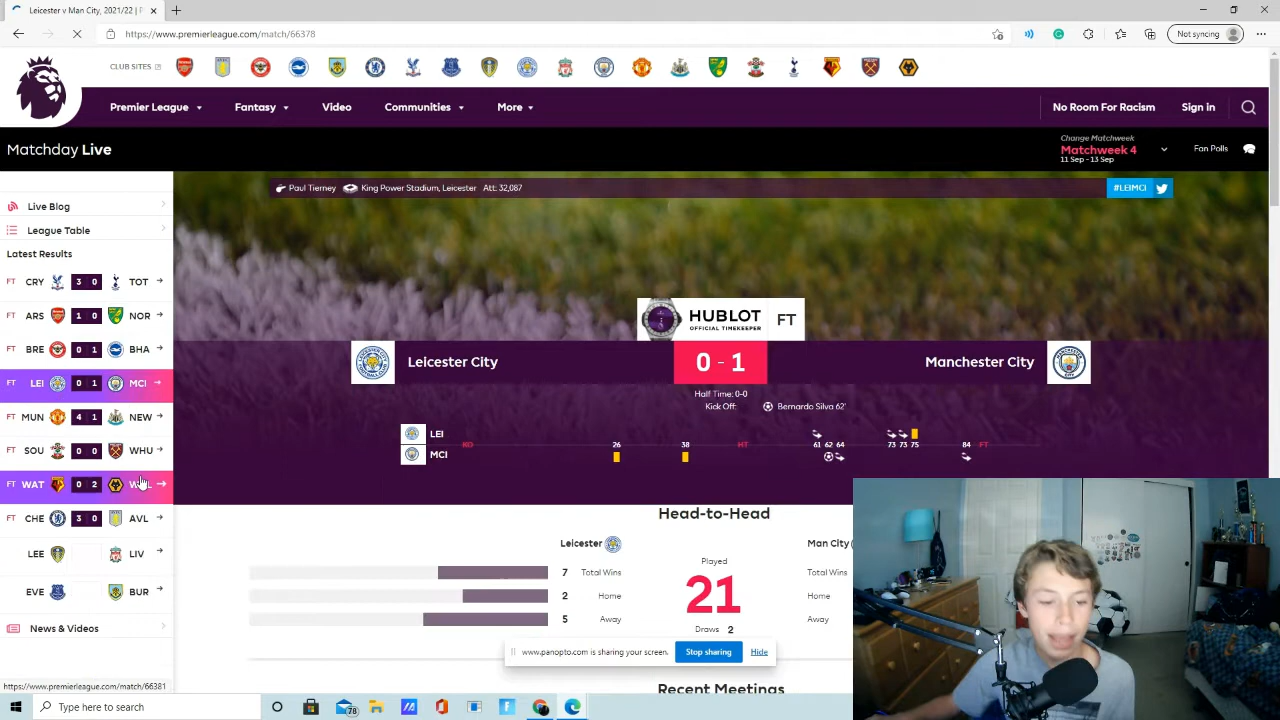 Leicester v Man City, 2021/22 | P
https://www.premierleague.com/match/66378
Not syncing
CLUB SITES
Premier League
Fantasy
Video
Communities
More
No Room For Racism
Sign in
Matchday Live
Change Matchweek
Matchweek 4
11 Sep - 13 Sep
Fan Polls
Live Blog
League Table
Latest Results
FT CRY 3 0 TOT
FT ARS 1 0 NOR
FT BRE 0 1 BHA
FT LEI 0 1 MCI
FT MUN 4 1 NEW
FT SOU 0 0 WHU
FT WAT 0 2
FT CHE 3 0 AVL
LEE LIV
EVE BUR
News & Videos
Paul Tierney King Power Stadium, Leicester Att: 32,087
#LEIMCI
HUBLOT
OFFICIAL TIMEKEEPER
FT
Leicester City 0 - 1 Manchester City
Half Time: 0-0
Kick Off:
Bernardo Silva 62'
LEI
MCI
KO 26 38 HT 61 62 64 73 73 75 84 FT
Head-to-Head
Leicester
Played
21
Draws 2
Man City
7 Total Wins
2 Home
5 Away
Total Wins
Home
Away
www.panopto.com is sharing your screen.
Stop sharing
Hide
Recent Meetings
https://www.premierleague.com/match/66381
Type here to search
78